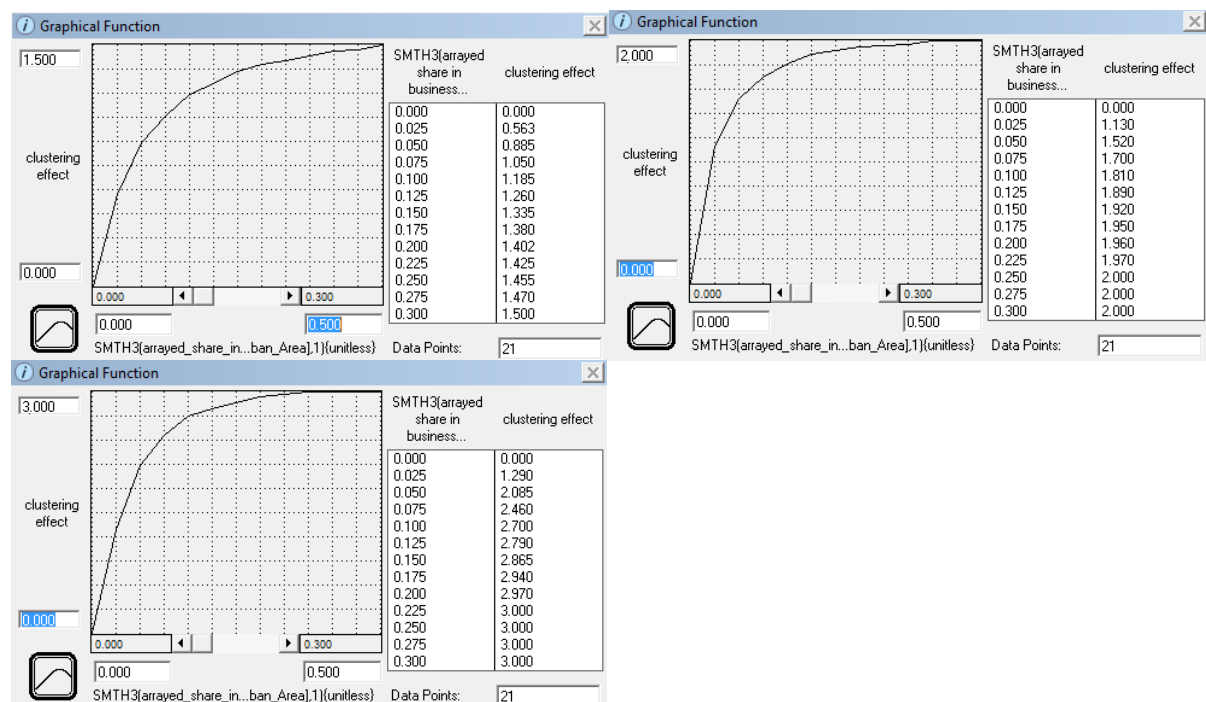 Graphical Function
1.500
clustering
effect
0.000
0.000
0.300
0.000
0.500
SMTH3(arrayed_share_in...ban_Area],1){unitless}
Data Points:
21
SMTH3(arrayed
share in
business...
clustering effect
0.000 0.000
0.025 0.563
0.050 0.885
0.075 1.050
0.100 1.185
0.125 1.260
0.150 1.335
0.175 1.380
0.200 1.402
0.225 1.425
0.250 1.455
0.275 1.470
0.300 1.500
Graphical Function
2.000
clustering
effect
0.000
0.000
0.300
0.000
0.500
SMTH3(arrayed_share_in...ban_Area],1){unitless}
Data Points:
21
SMTH3(arrayed
share in
business...
clustering effect
0.000 0.000
0.025 1.130
0.050 1.520
0.075 1.700
0.100 1.810
0.125 1.890
0.150 1.920
0.175 1.950
0.200 1.960
0.225 1.970
0.250 2.000
0.275 2.000
0.300 2.000
Graphical Function
3.000
clustering
effect
0.000
0.000
0.300
0.000
0.500
SMTH3(arrayed_share_in...ban_Area],1){unitless}
Data Points:
21
SMTH3(arrayed
share in
business...
clustering effect
0.000 0.000
0.025 1.290
0.050 2.085
0.075 2.460
0.100 2.700
0.125 2.790
0.150 2.865
0.175 2.940
0.200 2.970
0.225 3.000
0.250 3.000
0.275 3.000
0.300 3.000